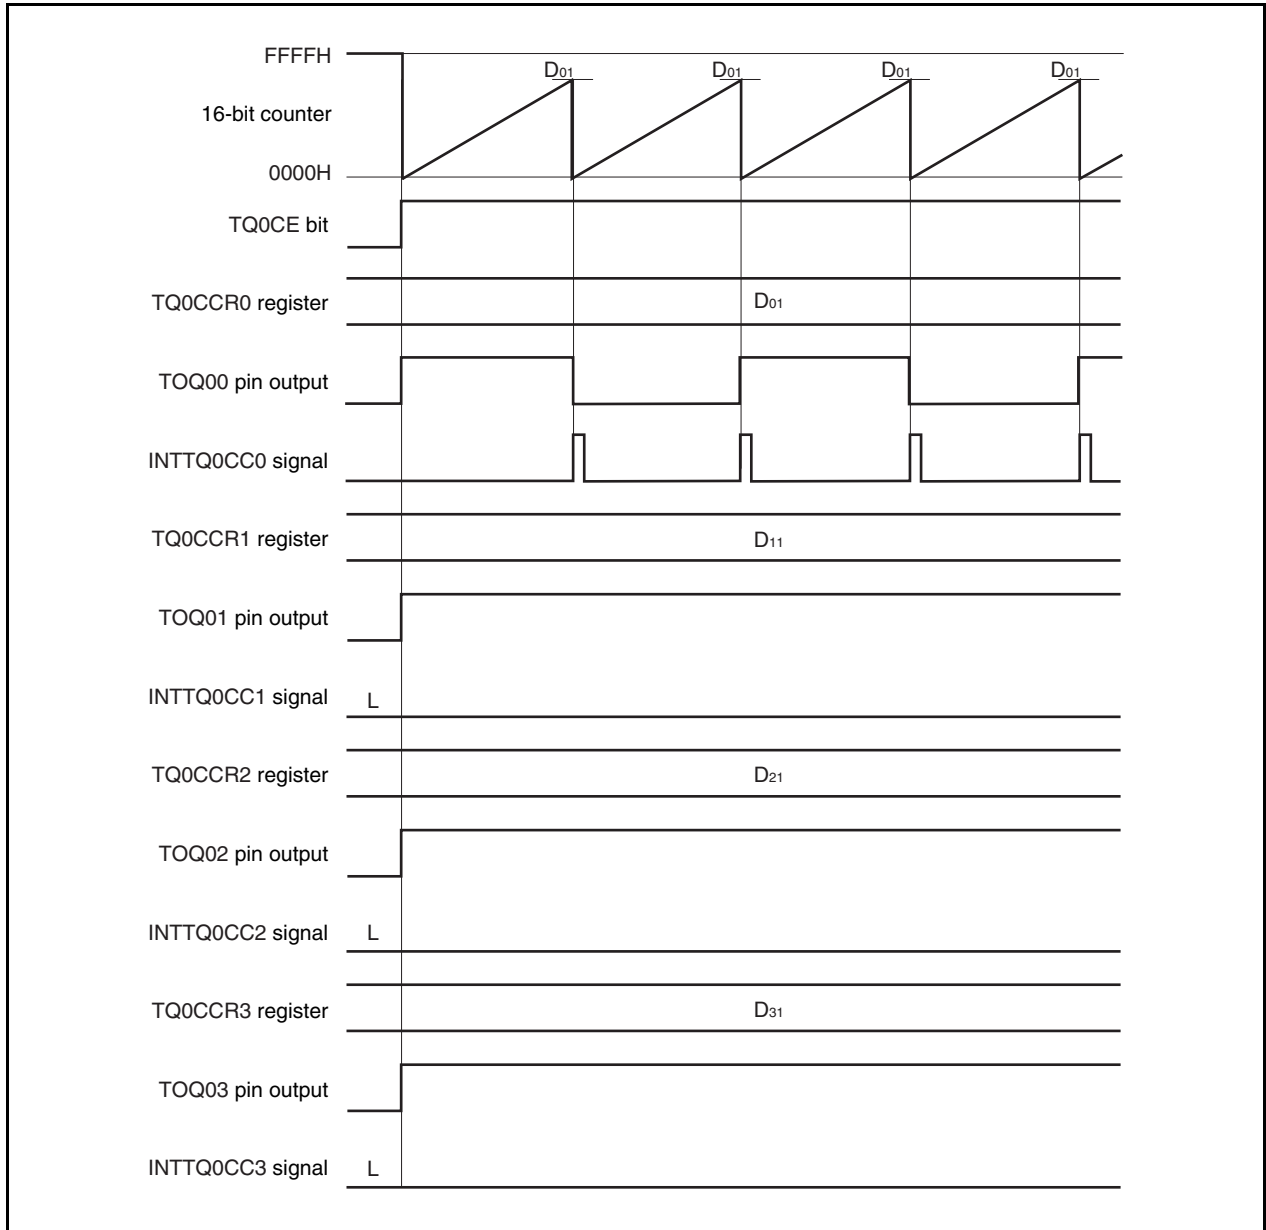 FFFFH
D01 D01 D01 D01
16-bit counter
0000H
TQ0CE bit
TQ0CCR0 register D01
TOQ00 pin output
INTTQ0CC0 signal
TQ0CCR1 register D11
TOQ01 pin output
INTTQ0CC1 signal L
TQ0CCR2 register D21
TOQ02 pin output
INTTQ0CC2 signal L
TQ0CCR3 register D31
TOQ03 pin output
INTTQ0CC3 signal L